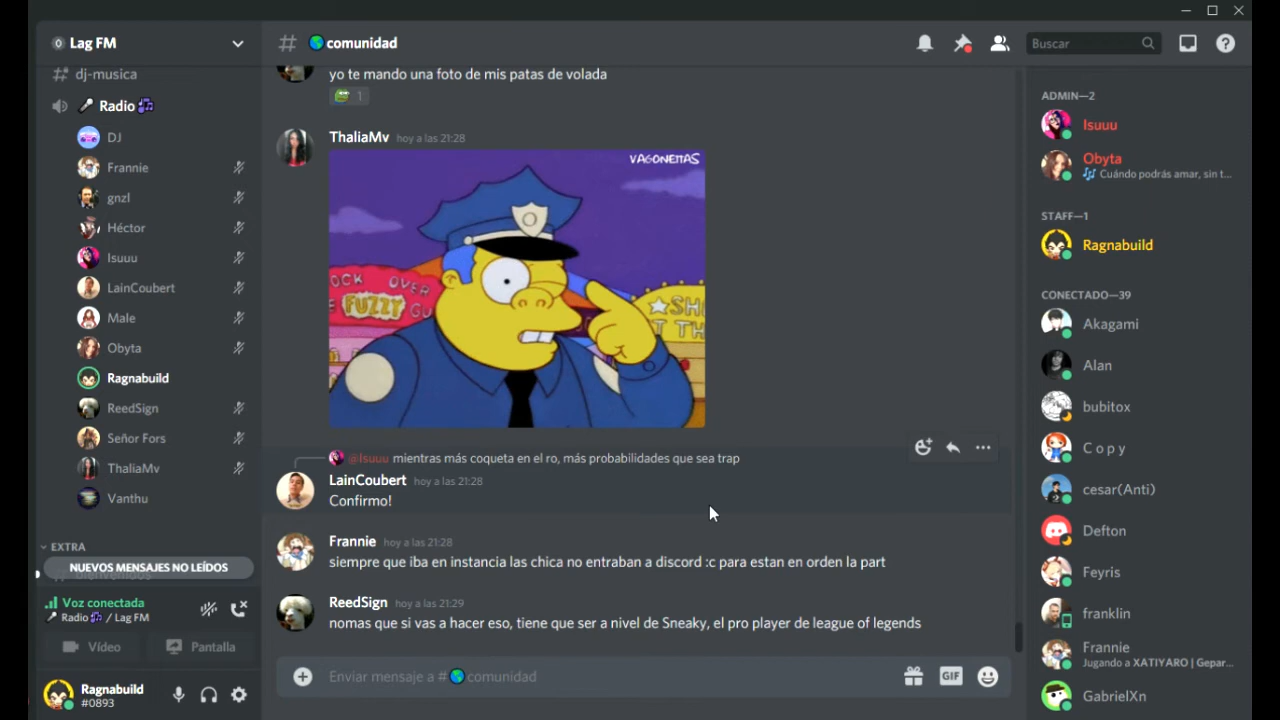 Lag FM
dj-musica
Radio
DJ
Frannie
gnzl
Héctor
Isuuu
LainCoubert
Male
Obyta
Ragnabuild
ReedSign
Señor Fors
ThaliaMv
Vanthu
EXTRA
NUEVOS MENSAJES NO LEÍDOS
Voz conectada
Radio / Lag FM
Vídeo
Pantalla
Ragnabuild
#0893
comunidad
Buscar
yo te mando una foto de mis patas de volada
1
ThaliaMv hoy a las 21:28
VAGONETTAS
FUZZY
@Isuuu mientras más coqueta en el ro, más probabilidades que sea trap
LainCoubert hoy a las 21:28
Confirmo!
Frannie hoy a las 21:28
siempre que iba en instancia las chica no entraban a discord :c para estan en orden la part
ReedSign hoy a las 21:29
nomas que si vas a hacer eso, tiene que ser a nivel de Sneaky, el pro player de league of legends
Enviar mensaje a #comunidad
GIF
ADMIN—2
Isuuu
Obyta
Cuándo podrás amar, sin t...
STAFF—1
Ragnabuild
CONECTADO—39
Akagami
Alan
bubitox
C o p y
cesar(Anti)
Defton
Feyris
franklin
Frannie
Jugando a XATIYARO | Gepar...
GabrielXn